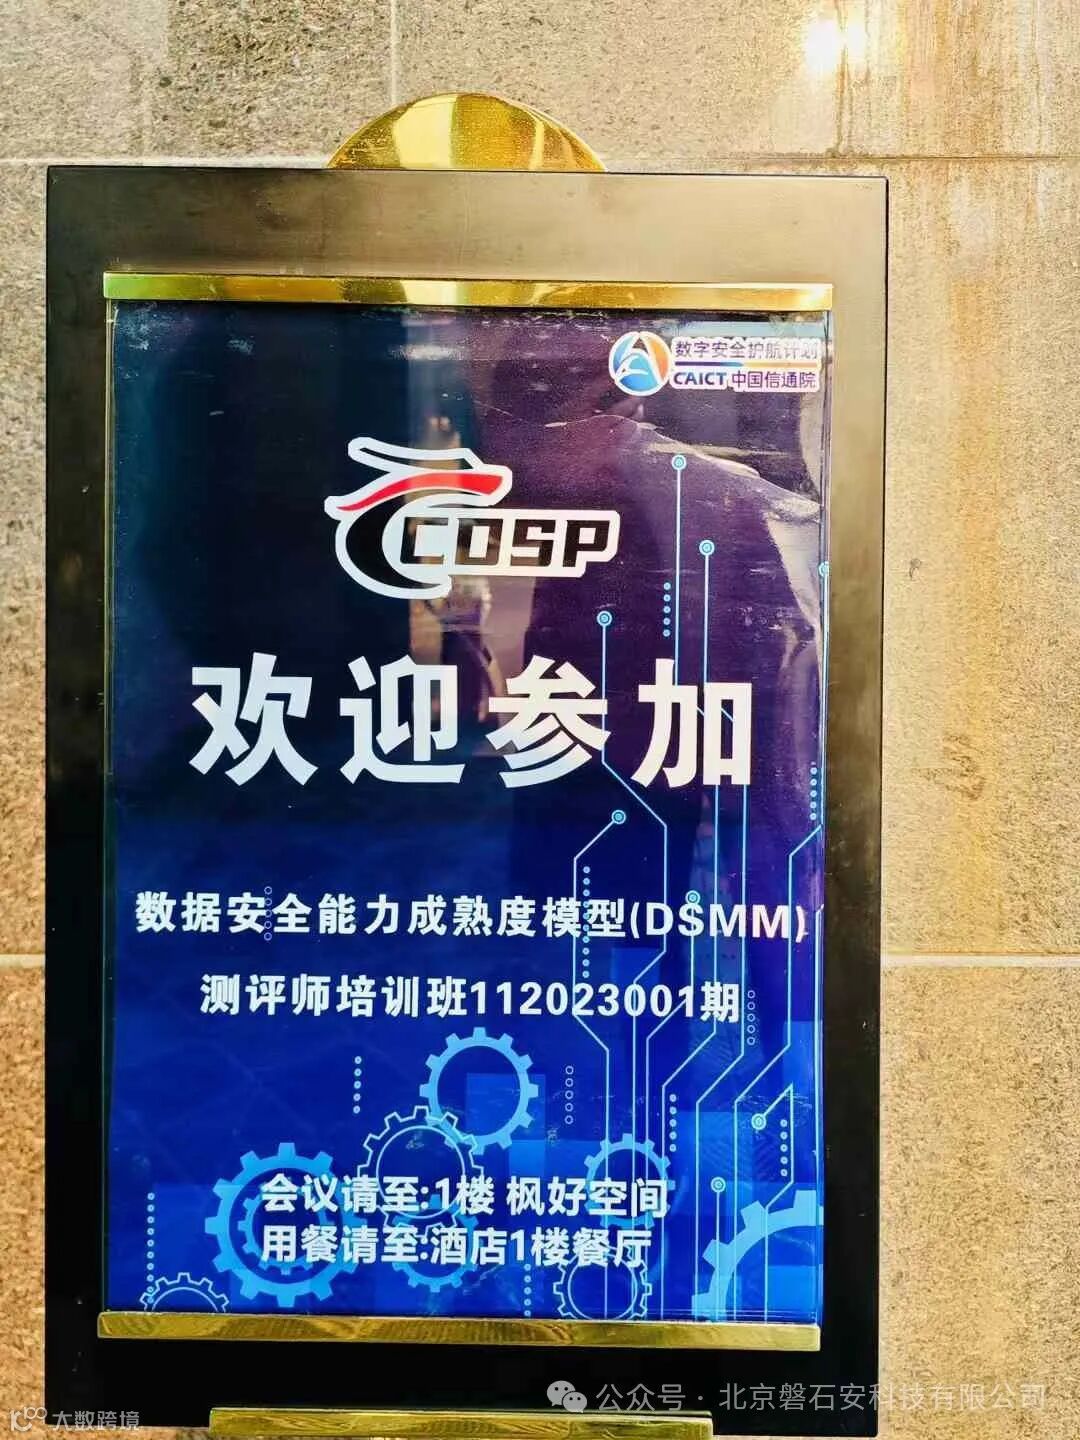 数字安全护航计划
CAICT 中国信通院
COSP
欢迎参加
数据安全能力成熟度模型(DSMM)
测评师培训班112023001期
会议请至:1楼 枫好空间
用餐请至:酒店1楼餐厅
公众号 · 北京磐石安科技有限公司
大数跨境